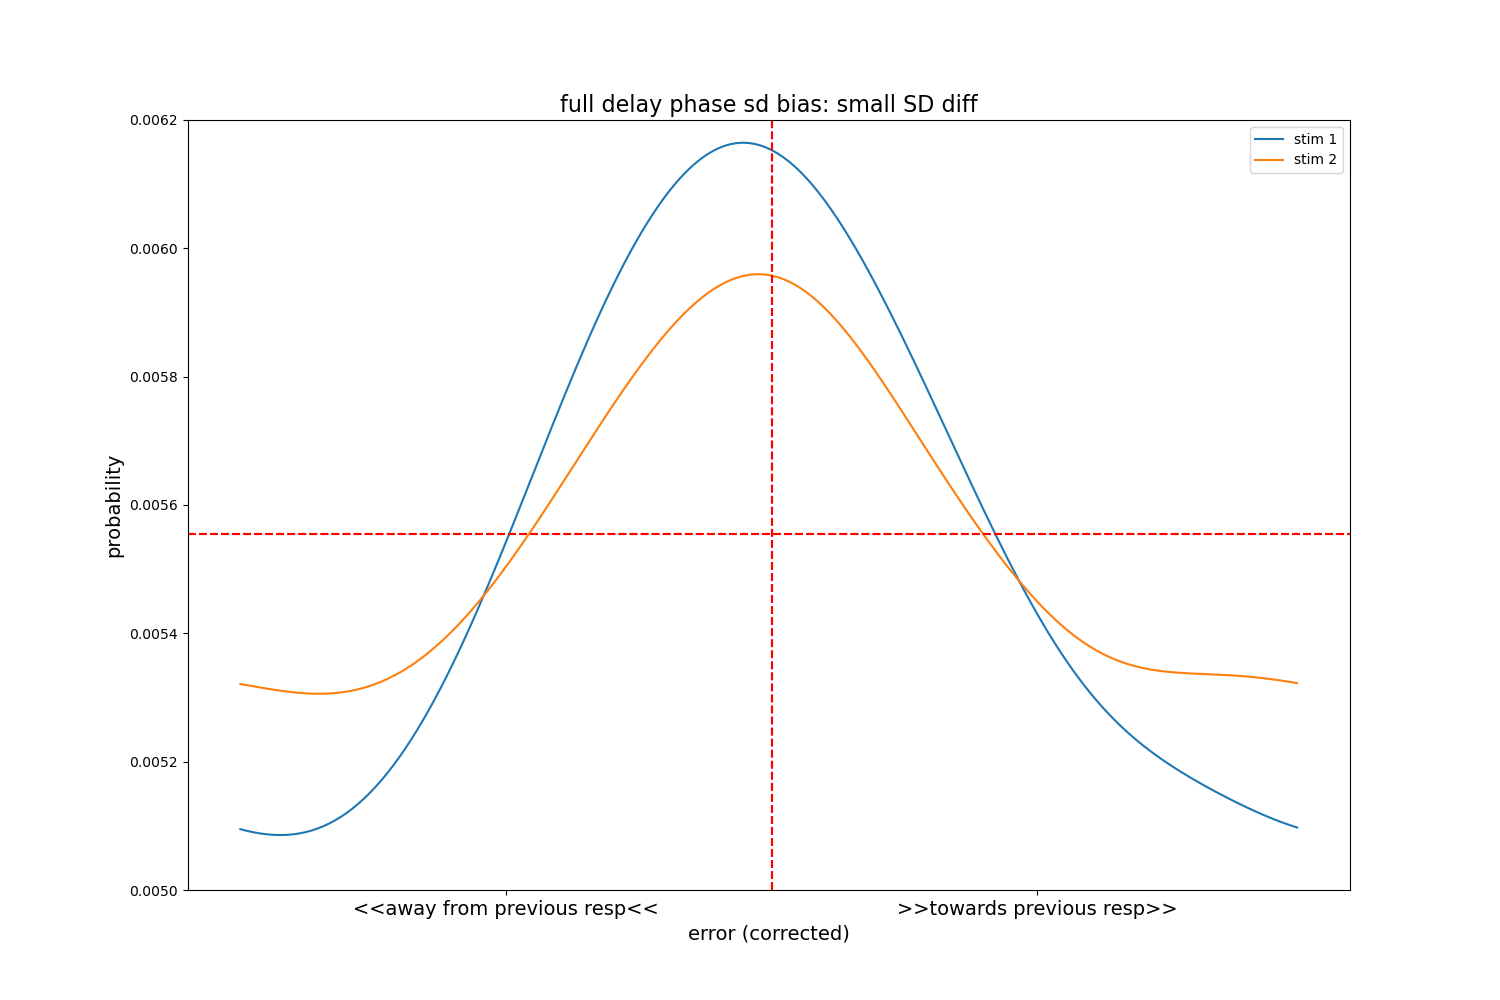 full delay phase sd bias: small SD diff
stim 1
stim 2
probability
0.0062
0.0060
0.0058
0.0056
0.0054
0.0052
0.0050
<<away from previous resp<<
>>towards previous resp>>
error (corrected)